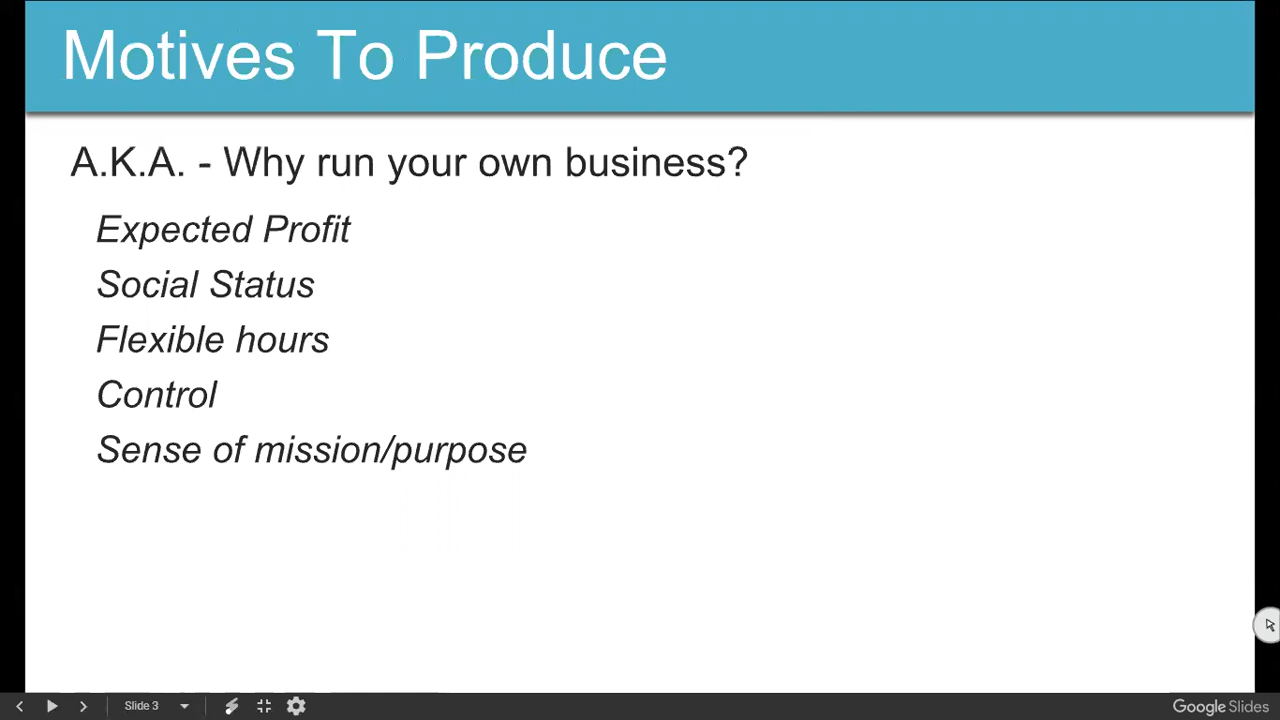 Motives To Produce
A.K.A. - Why run your own business?
Expected Profit
Social Status
Flexible hours
Control
Sense of mission/purpose
Slide 3
Google Slides